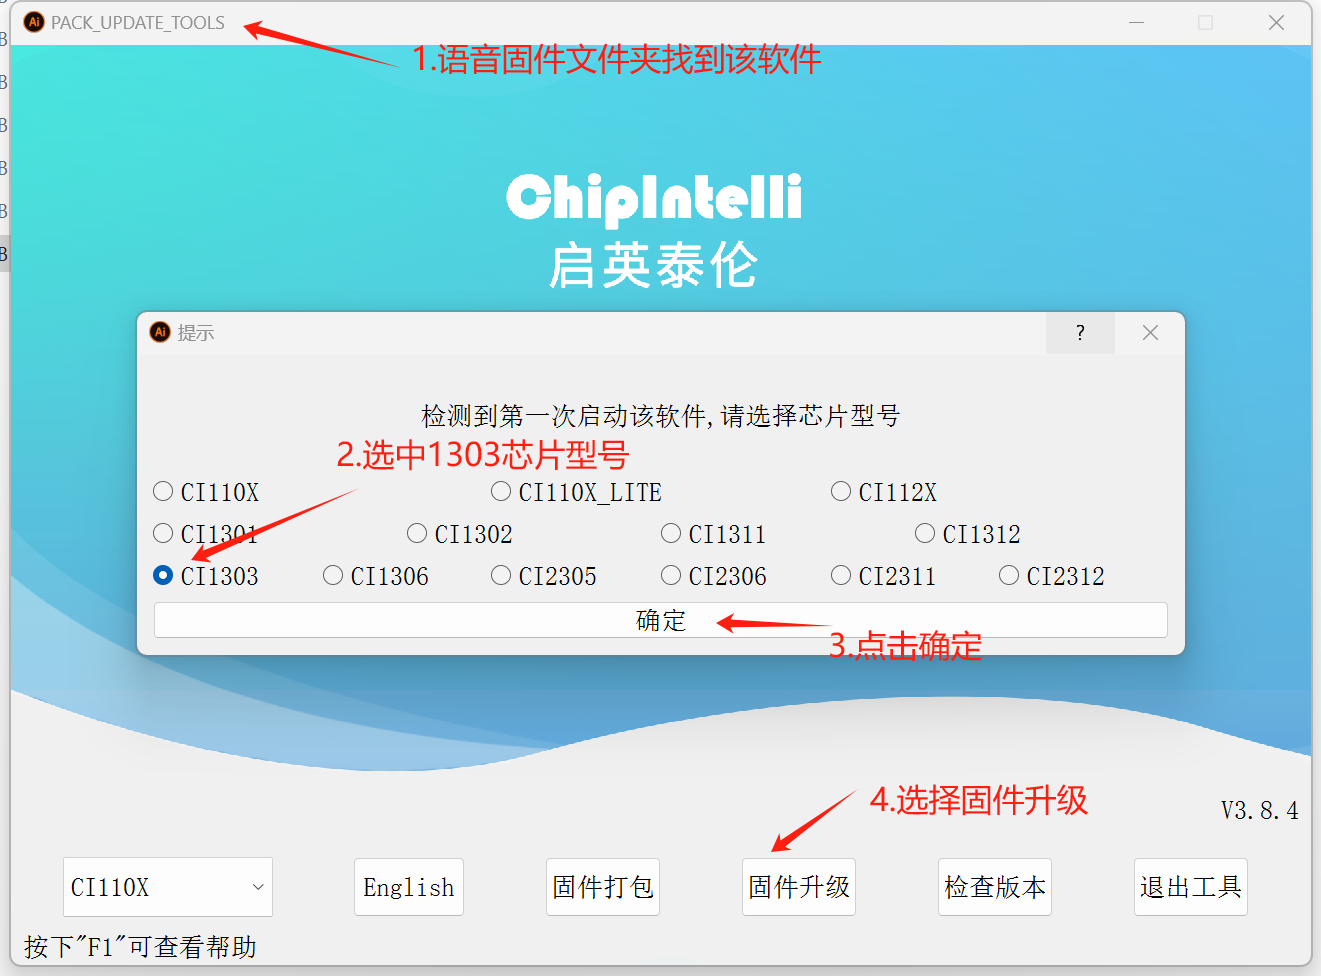 PACK_UPDATE_TOOLS
1.语音固件文件夹找到该软件
ChipIntelli
启英泰伦
提示
?
检测到第一次启动该软件,请选择芯片型号
2.选中1303芯片型号
CI110X CI110X_LITE CI112X
CI1301 CI1302 CI1311 CI1312
CI1303 CI1306 CI2305 CI2306 CI2311 CI2312
确定
3.点击确定
4.选择固件升级
V3.8.4
CI110X English 固件打包 固件升级 检查版本 退出工具
按下"F1"可查看帮助